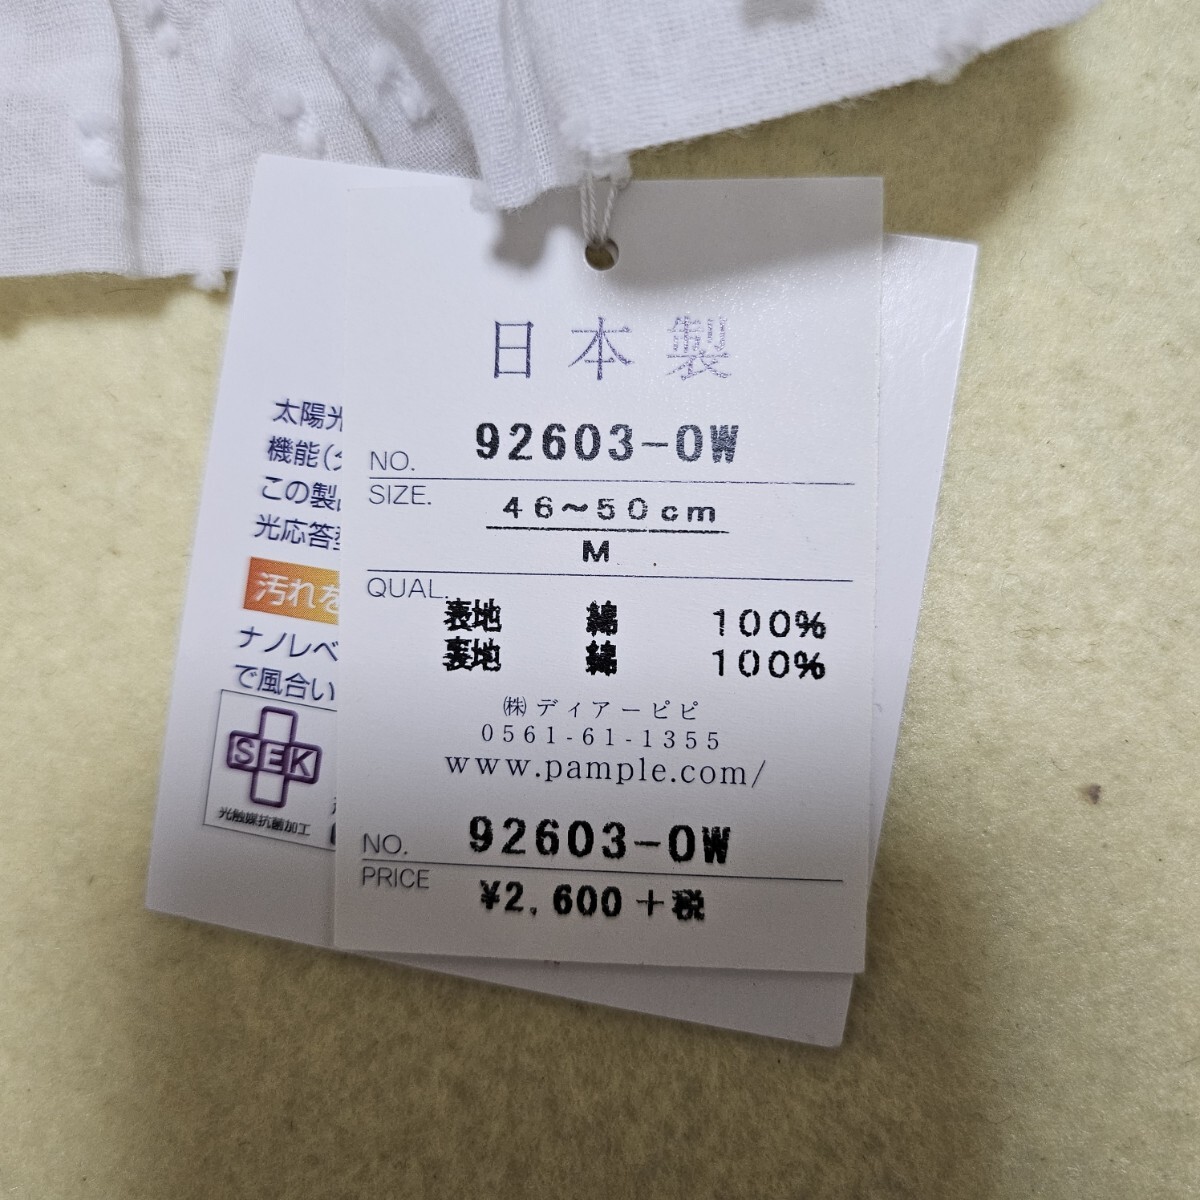 日本製
NO. 92603-0W
SIZE. 46～50cm
M
QUAL.
表地 綿 100%
裏地 綿 100%
㈱ディアーピピ
0561-61-1355
www.pample.com/
NO. 92603-0W
PRICE ¥2,600＋税
太陽光
機能(
この製
光応答
汚れを
ナノレベ
で風合い
SEK
光触媒抗菌加工